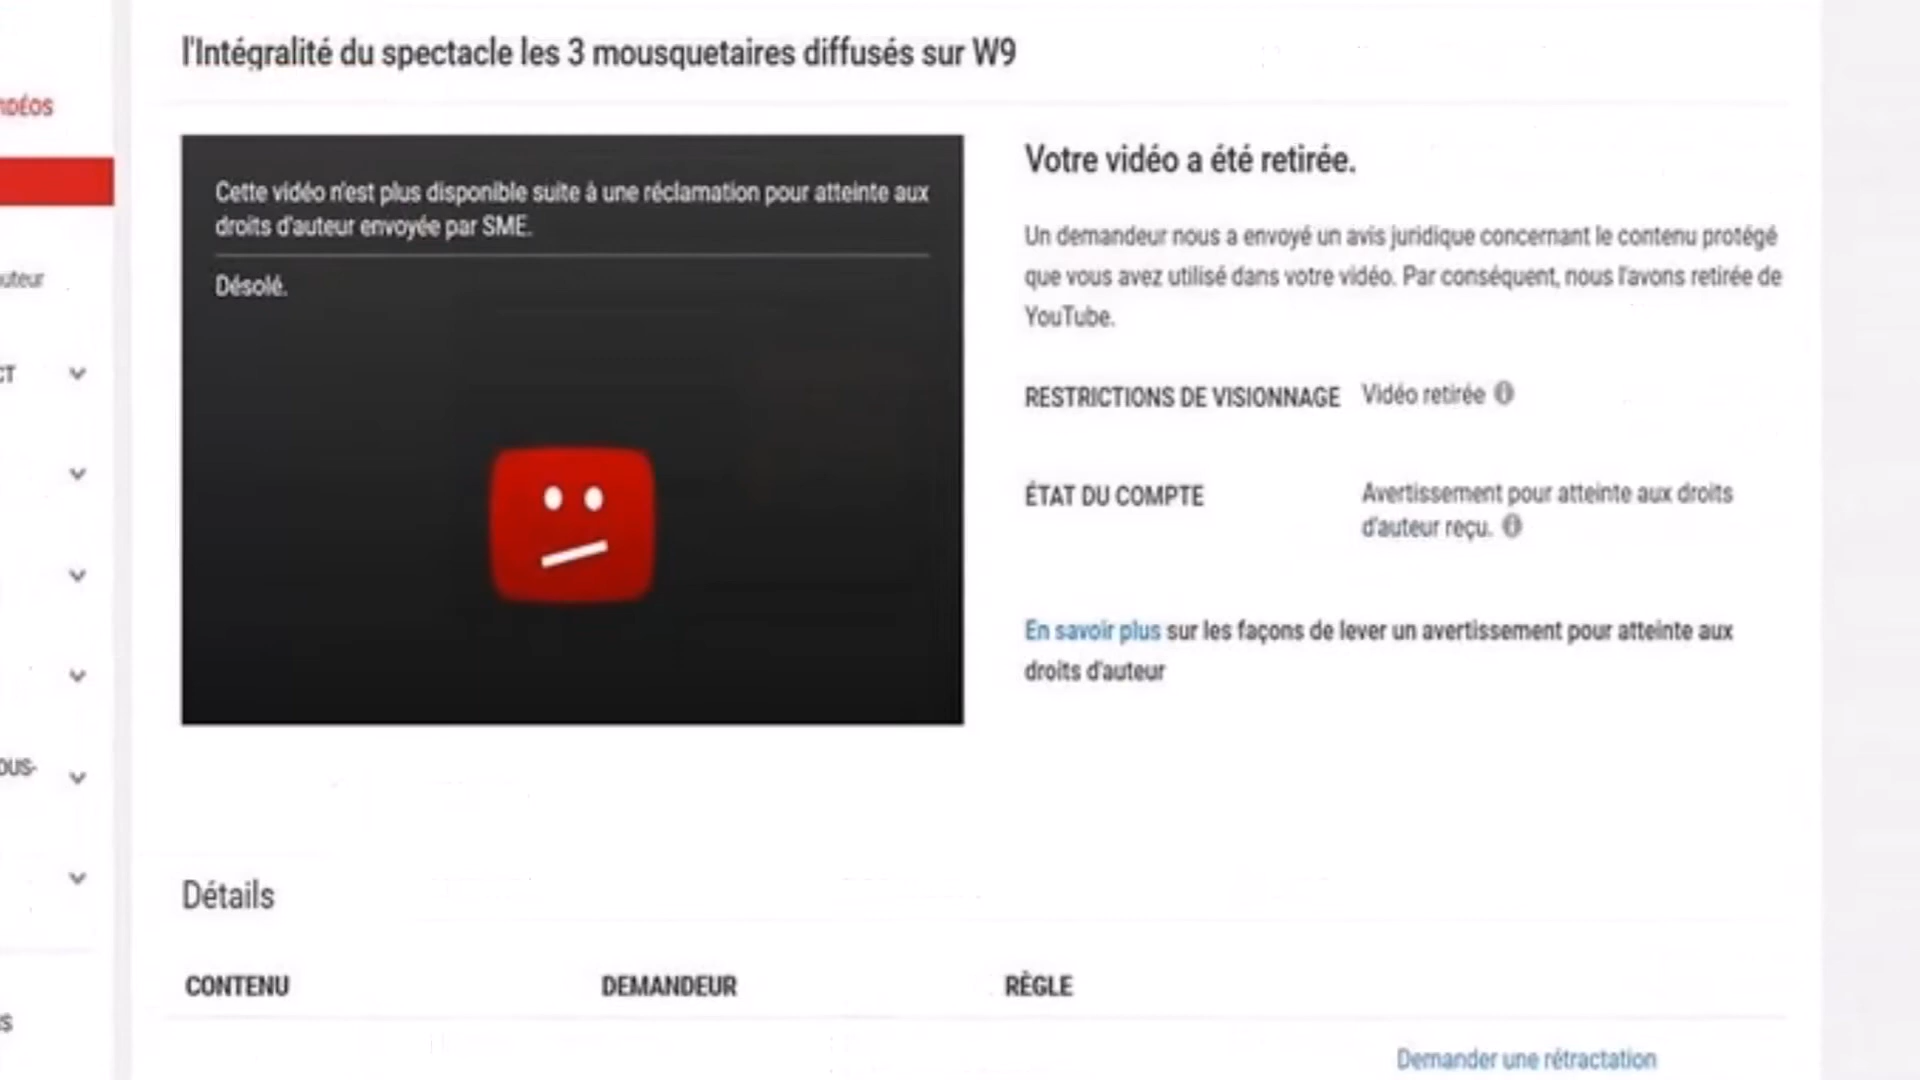 l'Intégralité du spectacle les 3 mousquetaires diffusés sur W9
Cette vidéo n'est plus disponible suite à une réclamation pour atteinte aux
droits d'auteur envoyée par SME.
Désolé.
Votre vidéo a été retirée.
Un demandeur nous a envoyé un avis juridique concernant le contenu protégé
que vous avez utilisé dans votre vidéo. Par conséquent, nous l'avons retirée de
YouTube.
RESTRICTIONS DE VISIONNAGE Vidéo retirée
ÉTAT DU COMPTE Avertissement pour atteinte aux droits
d'auteur reçu.
En savoir plus sur les façons de lever un avertissement pour atteinte aux
droits d'auteur
Détails
CONTENU DEMANDEUR RÈGLE
Demander une rétractation